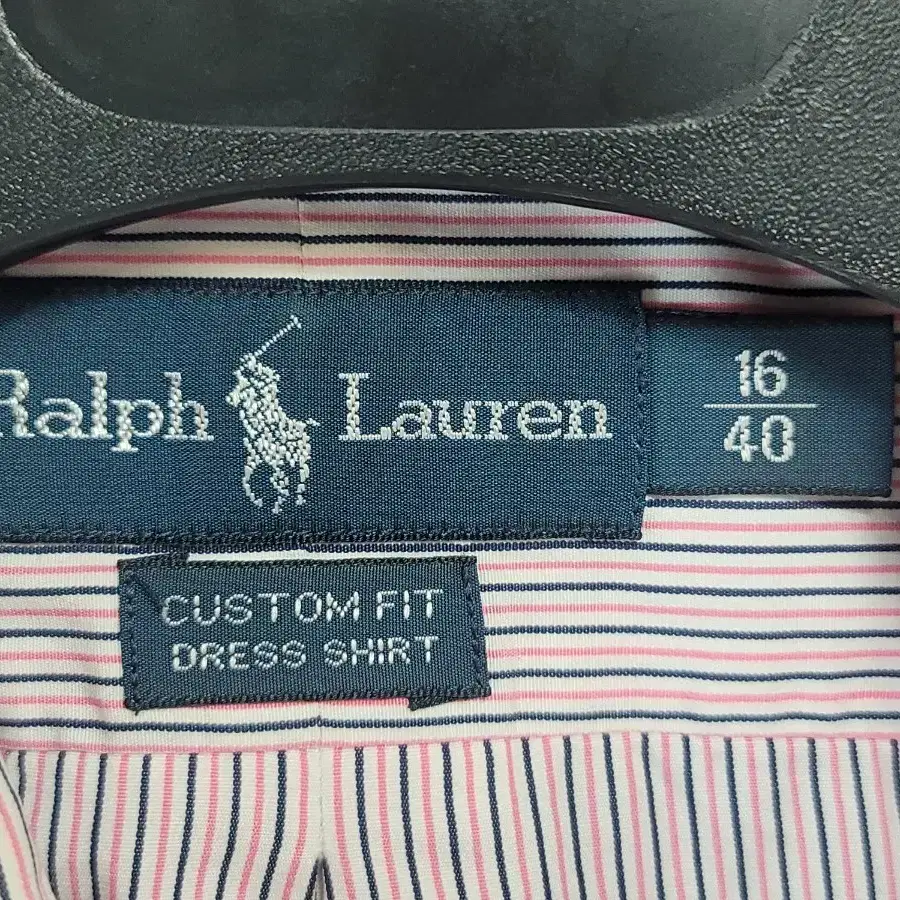 Ralph Lauren
16
40
CUSTOM FIT
DRESS SHIRT